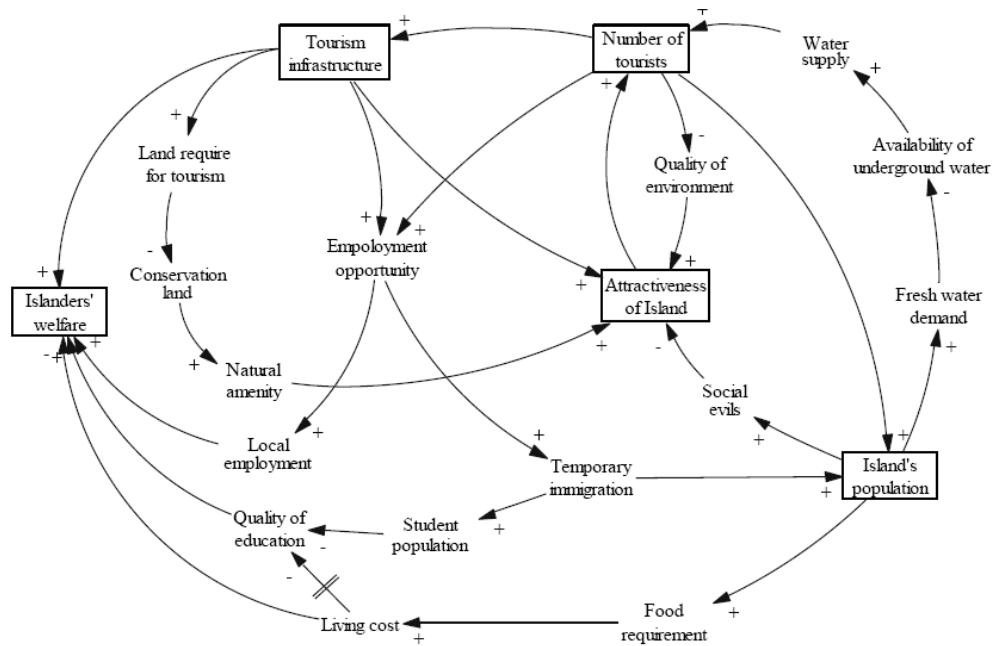 Tourism
infrastructure
Number of
tourists
Water
supply
Land require
for tourism
Quality of
environment
Availability of
underground water
Empoloyment
opportunity
Conservation
land
Islanders'
welfare
Attractiveness
of Island
Fresh water
demand
Natural
amenity
Social
evils
Local
employment
Temporary
immigration
Island's
population
Quality of
education
Student
population
Living cost
Food
requirement